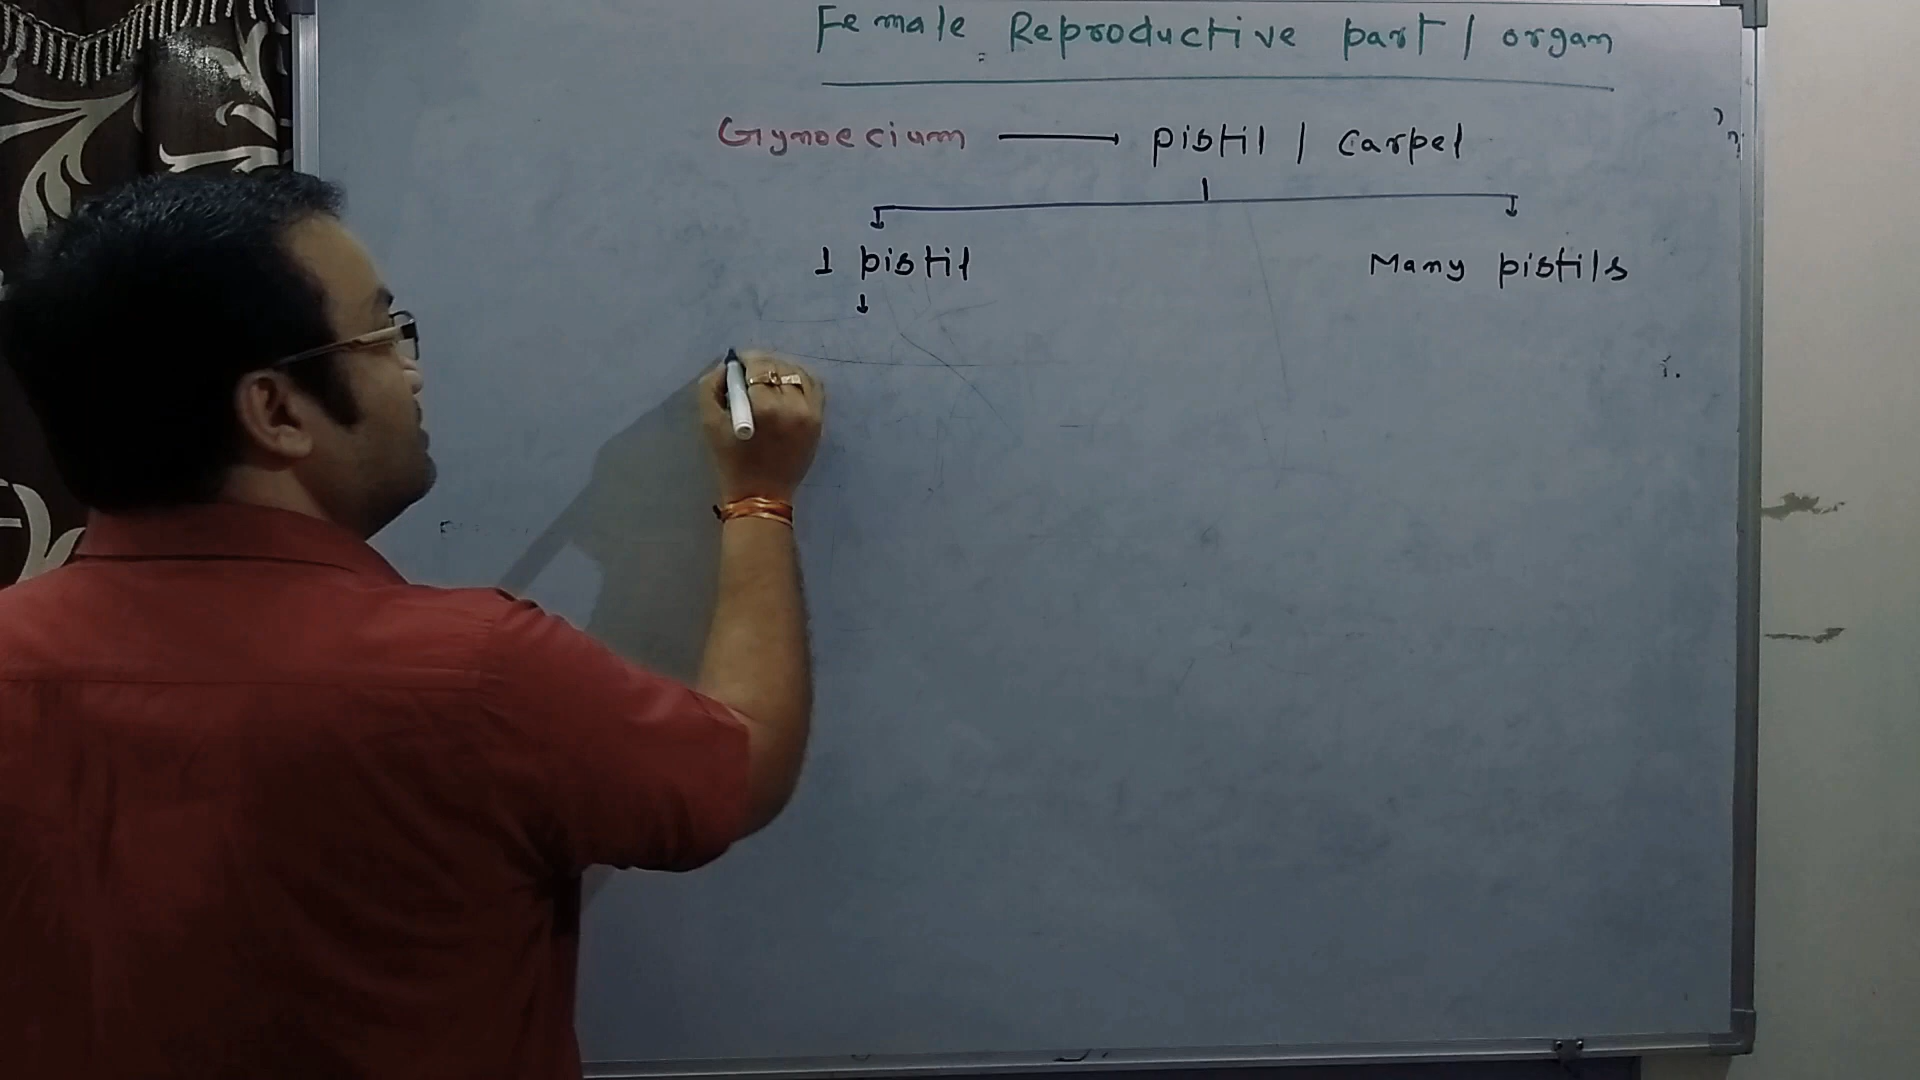 Female Reproductive part / organ
Gynoecium → pistil / Carpel
1 pistil Many pistils